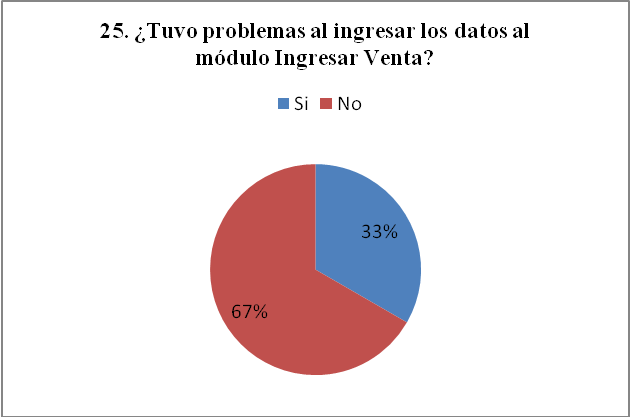 25. ¿Tuvo problemas al ingresar los datos al
módulo Ingresar Venta?
Si No
33%
67%